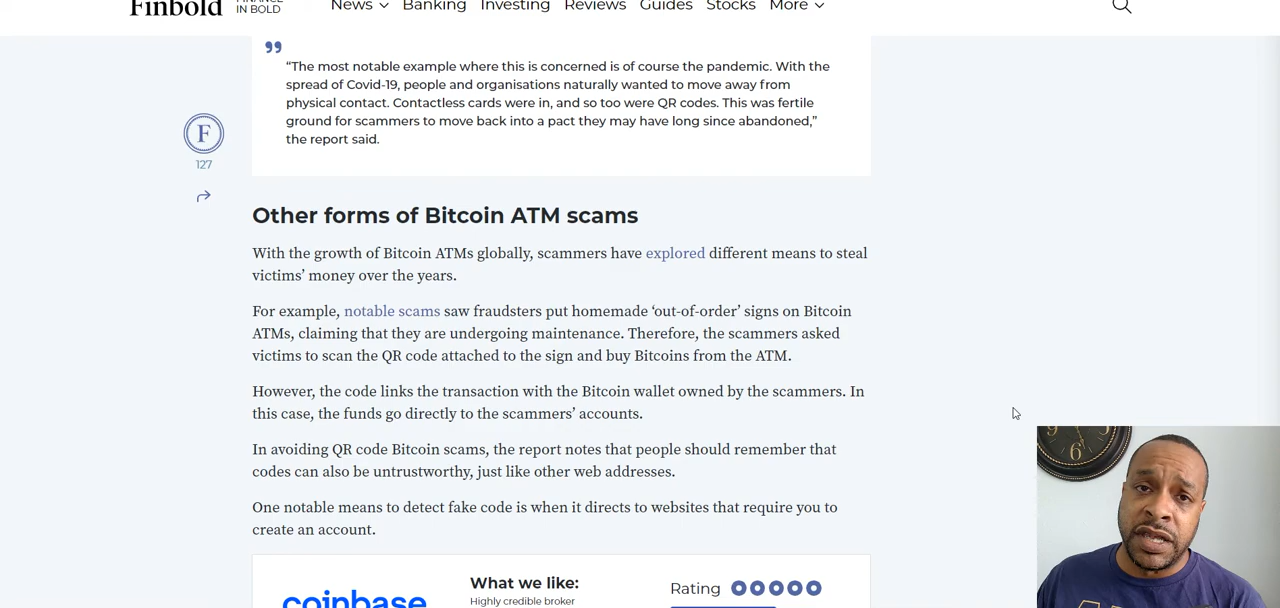 Finbold FINANCE IN BOLD News Banking Investing Reviews Guides Stocks More
”
“The most notable example where this is concerned is of course the pandemic. With the
spread of Covid-19, people and organisations naturally wanted to move away from
physical contact. Contactless cards were in, and so too were QR codes. This was fertile
ground for scammers to move back into a pact they may have long since abandoned,”
the report said.
F
127
Other forms of Bitcoin ATM scams
With the growth of Bitcoin ATMs globally, scammers have explored different means to steal
victims’ money over the years.
For example, notable scams saw fraudsters put homemade ‘out-of-order’ signs on Bitcoin
ATMs, claiming that they are undergoing maintenance. Therefore, the scammers asked
victims to scan the QR code attached to the sign and buy Bitcoins from the ATM.
However, the code links the transaction with the Bitcoin wallet owned by the scammers. In
this case, the funds go directly to the scammers’ accounts.
In avoiding QR code Bitcoin scams, the report notes that people should remember that
codes can also be untrustworthy, just like other web addresses.
One notable means to detect fake code is when it directs to websites that require you to
create an account.
coinbase
What we like:
Highly credible broker
Rating
9 6 3